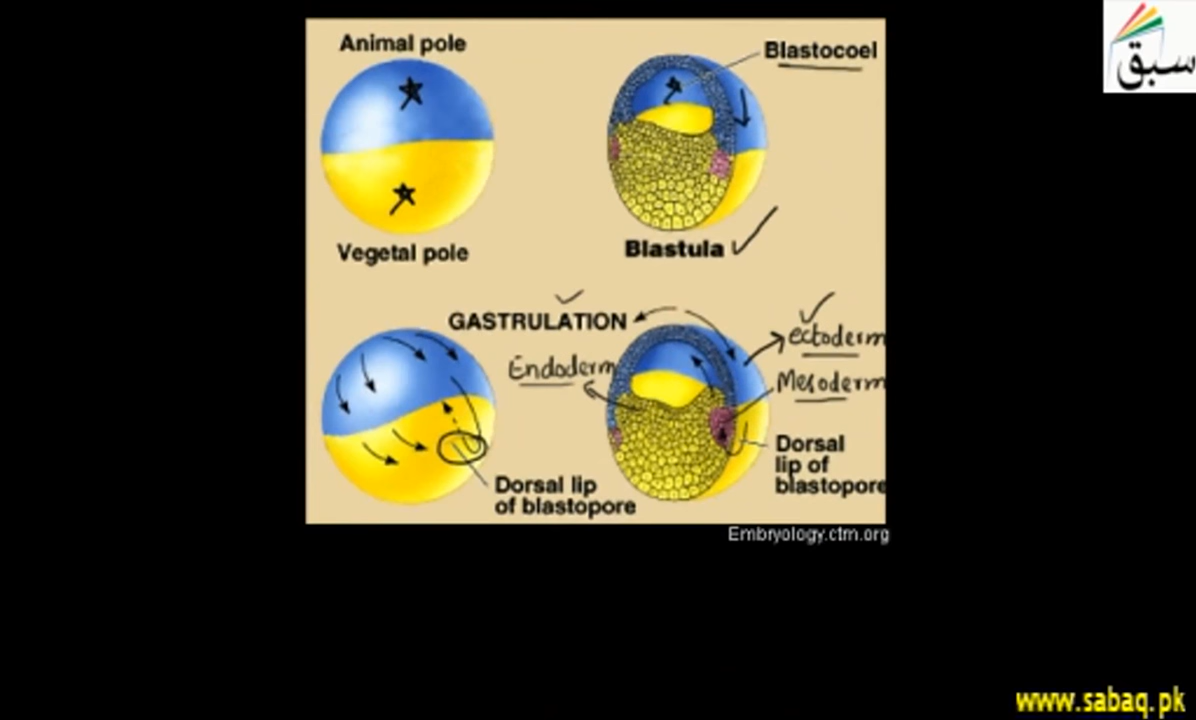 سبق
Animal pole
Blastocoel
Vegetal pole
Blastula
GASTRULATION
ectoderm
Endoderm
Mesoderm
Dorsal
lip of
blastopore
Dorsal lip
of blastopore
Embryology.ctm.org
www.sabaq.pk